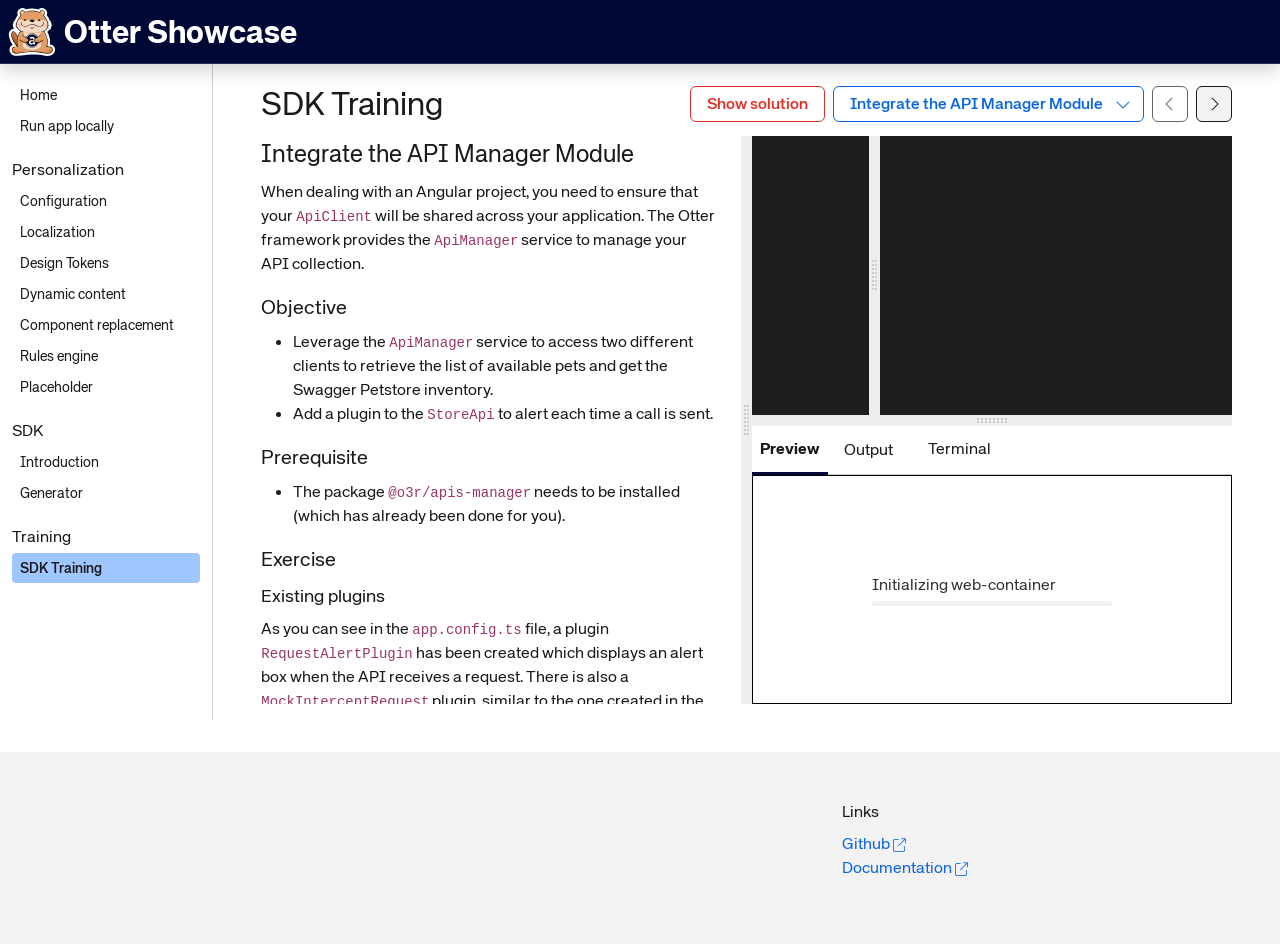 Otter Showcase
Home
Run app locally
Personalization
Configuration
Localization
Design Tokens
Dynamic content
Component replacement
Rules engine
Placeholder
SDK
Introduction
Generator
Training
SDK Training
SDK Training
Show solution
Integrate the API Manager Module
Integrate the API Manager Module
When dealing with an Angular project, you need to ensure that
your ApiClient will be shared across your application. The Otter
framework provides the ApiManager service to manage your
API collection.
Objective
Leverage the ApiManager service to access two different
clients to retrieve the list of available pets and get the
Swagger Petstore inventory.
Add a plugin to the StoreApi to alert each time a call is sent.
Prerequisite
The package @o3r/apis-manager needs to be installed
(which has already been done for you).
Exercise
Existing plugins
As you can see in the app.config.ts file, a plugin
RequestAlertPlugin has been created which displays an alert
box when the API receives a request. There is also a
MockInterceptRequest plugin, similar to the one created in the
Preview
Output
Terminal
Initializing web-container
Links
Github
Documentation